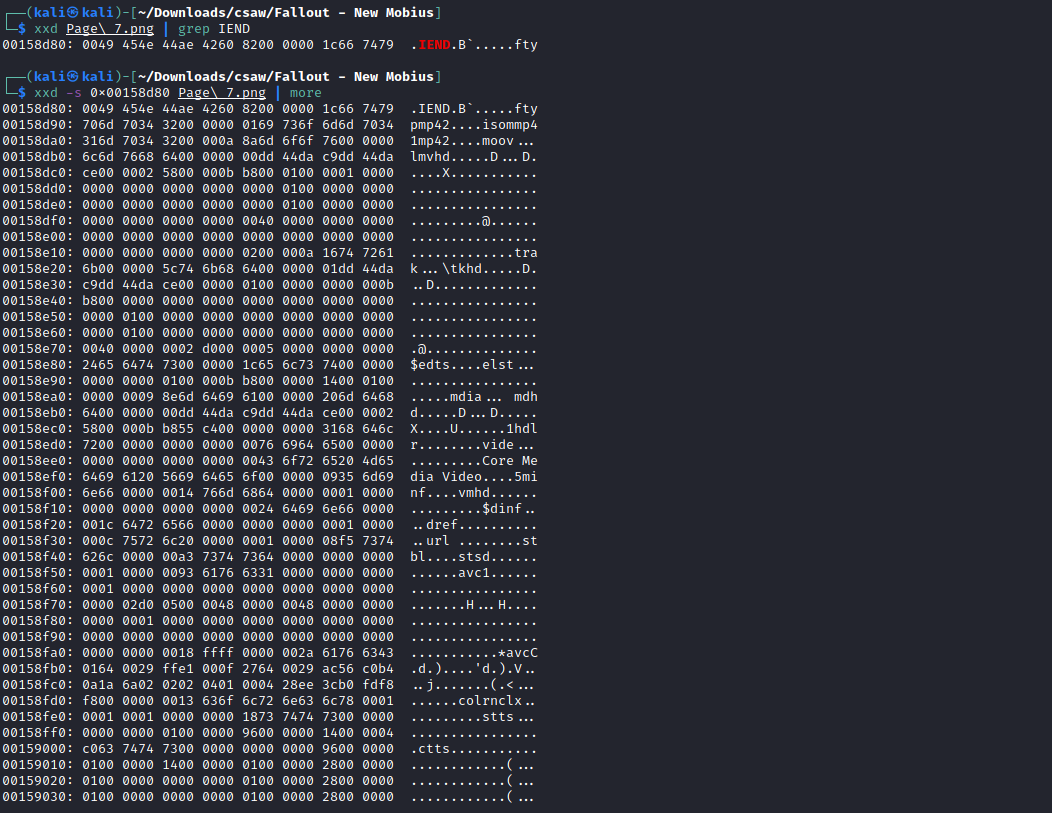 ┌──(kali㉿kali)-[~/Downloads/csaw/Fallout - New Mobius]
└─$ xxd Page\ 7.png | grep IEND
00158d80: 0049 454e 44ae 4260 8200 0000 1c66 7479  .IEND.B`.....fty
┌──(kali㉿kali)-[~/Downloads/csaw/Fallout - New Mobius]
└─$ xxd -s 0×00158d80 Page\ 7.png | more
00158d80: 0049 454e 44ae 4260 8200 0000 1c66 7479  .IEND.B`.....fty
00158d90: 706d 7034 3200 0000 0169 736f 6d6d 7034  pmp42....isommp4
00158da0: 316d 7034 3200 000a 8a6d 6f6f 7600 0000  1mp42....moov...
00158db0: 6c6d 7668 6400 0000 00dd 44da c9dd 44da  lmvhd.....D...D.
00158dc0: ce00 0002 5800 000b b800 0100 0001 0000  ....X...........
00158dd0: 0000 0000 0000 0000 0000 0100 0000 0000  ................
00158de0: 0000 0000 0000 0000 0000 0100 0000 0000  ................
00158df0: 0000 0000 0000 0000 0040 0000 0000 0000  .........@......
00158e00: 0000 0000 0000 0000 0000 0000 0000 0000  ................
00158e10: 0000 0000 0000 0000 0200 000a 1674 7261  .............tra
00158e20: 6b00 0000 5c74 6b68 6400 0000 01dd 44da  k...\tkhd.....D.
00158e30: c9dd 44da ce00 0000 0100 0000 0000 000b  ..D.............
00158e40: b800 0000 0000 0000 0000 0000 0000 0000  ................
00158e50: 0000 0100 0000 0000 0000 0000 0000 0000  ................
00158e60: 0000 0100 0000 0000 0000 0000 0000 0000  ................
00158e70: 0040 0000 0002 d000 0005 0000 0000 0000  .@..............
00158e80: 2465 6474 7300 0000 1c65 6c73 7400 0000  $edts....elst...
00158e90: 0000 0000 0100 000b b800 0000 1400 0100  ................
00158ea0: 0000 0009 8e6d 6469 6100 0000 206d 6468  .....mdia... mdh
00158eb0: 6400 0000 00dd 44da c9dd 44da ce00 0002  d.....D...D.....
00158ec0: 5800 000b b855 c400 0000 0000 3168 646c  X....U......1hdl
00158ed0: 7200 0000 0000 0000 0076 6964 6500 0000  r........vide...
00158ee0: 0000 0000 0000 0000 0043 6f72 6520 4d65  .........Core Me
00158ef0: 6469 6120 5669 6465 6f00 0000 0935 6d69  dia Video....5mi
00158f00: 6e66 0000 0014 766d 6864 0000 0001 0000  nf....vmhd......
00158f10: 0000 0000 0000 0000 0024 6469 6e66 0000  .........$dinf..
00158f20: 001c 6472 6566 0000 0000 0000 0001 0000  ..dref..........
00158f30: 000c 7572 6c20 0000 0001 0000 08f5 7374  ..url ........st
00158f40: 626c 0000 00a3 7374 7364 0000 0000 0000  bl....stsd......
00158f50: 0001 0000 0093 6176 6331 0000 0000 0000  ......avc1......
00158f60: 0001 0000 0000 0000 0000 0000 0000 0000  ................
00158f70: 0000 02d0 0500 0048 0000 0048 0000 0000  .......H...H....
00158f80: 0000 0001 0000 0000 0000 0000 0000 0000  ................
00158f90: 0000 0000 0000 0000 0000 0000 0000 0000  ................
00158fa0: 0000 0000 0018 ffff 0000 002a 6176 6343  ...........*avcC
00158fb0: 0164 0029 ffe1 000f 2764 0029 ac56 c0b4  .d.)....'d.).V..
00158fc0: 0a1a 6a02 0202 0401 0004 28ee 3cb0 fdf8  ..j.......(.<...
00158fd0: f800 0000 0013 636f 6c72 6e63 6c78 0001  ......colrnclx..
00158fe0: 0001 0001 0000 0000 1873 7474 7300 0000  .........stts...
00158ff0: 0000 0000 0100 0000 9600 0000 1400 0004  ................
00159000: c063 7474 7300 0000 0000 0000 9600 0000  .ctts...........
00159010: 0100 0000 1400 0000 0100 0000 2800 0000  ............(...
00159020: 0100 0000 0000 0000 0100 0000 2800 0000  ............(...
00159030: 0100 0000 0000 0000 0100 0000 2800 0000  ............(...